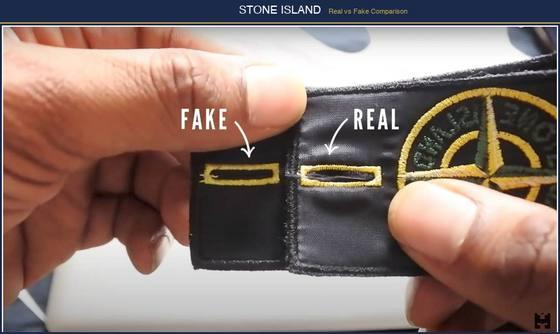 STONE ISLAND Real vs Fake Comparison
FAKE REAL